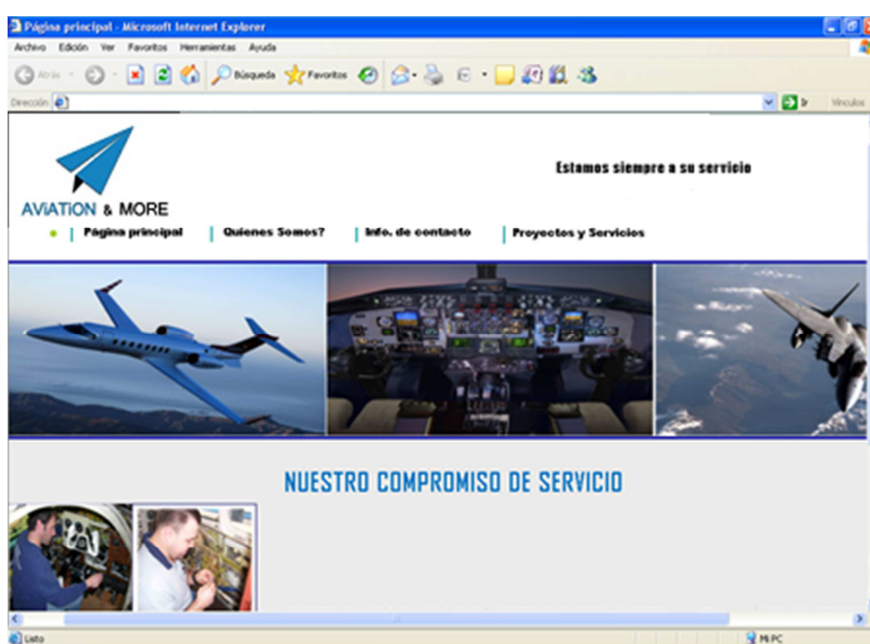 Página principal - Microsoft Internet Explorer
Archivo Edición Ver Favoritos Herramientas Ayuda
Atrás Búsqueda Favoritos
Dirección Ir Vínculos
Estamos siempre a su servicio
AViATiON & MORE
Página principal Quienes Somos? Info. de contacto Proyectos y Servicios
NUESTRO COMPROMISO DE SERVICIO
Listo Mi PC